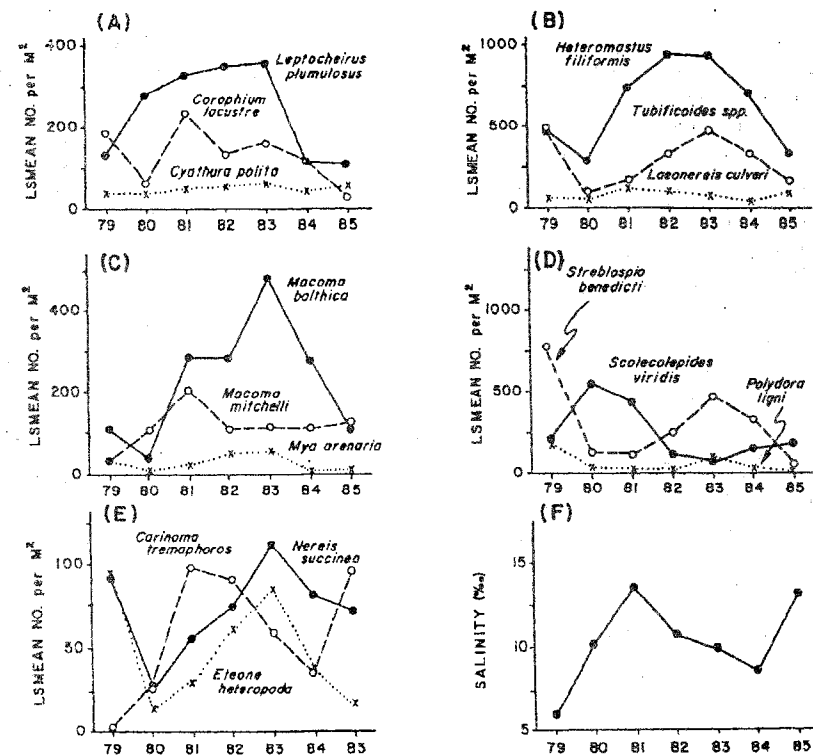 (A)
LSMEAN NO. per M²
400
200
0
Leptocheirus
plumulosus
Corophium
lacustre
Cyathura polita
79 80 81 82 83 84 85
(B)
LSMEAN NO. per M²
1000
500
0
Heteromastus
filiformis
Tubificoides spp.
Laeonereis culveri
79 80 81 82 83 84 85
(C)
LSMEAN NO. per M²
400
200
0
Macoma
balthica
Macoma
mitchelli
Mya arenaria
79 80 81 82 83 84 85
(D)
LSMEAN NO. per M²
1000
500
0
Streblospio
benedicti
Scolecolepides
viridis
Polydora
ligni
79 80 81 82 83 84 85
(E)
LSMEAN NO. per M²
100
50
0
Carinoma
tremaphoros
Nereis
succinea
Eteone
heteropoda
79 80 81 82 83 84 85
(F)
SALINITY (‰)
15
10
5
79 80 81 82 83 84 85